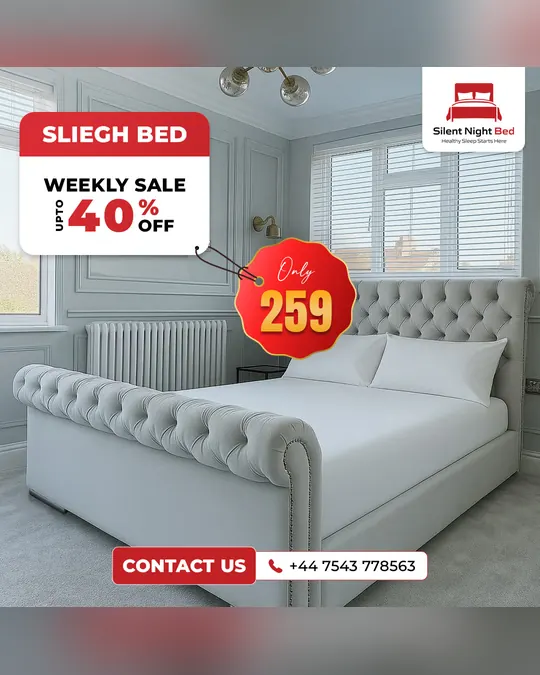 SLIEGH BED
WEEKLY SALE
UPTO
40%
OFF
Silent Night Bed
Healthy Sleep Starts Here
Only
259
CONTACT US
+44 7543 778563